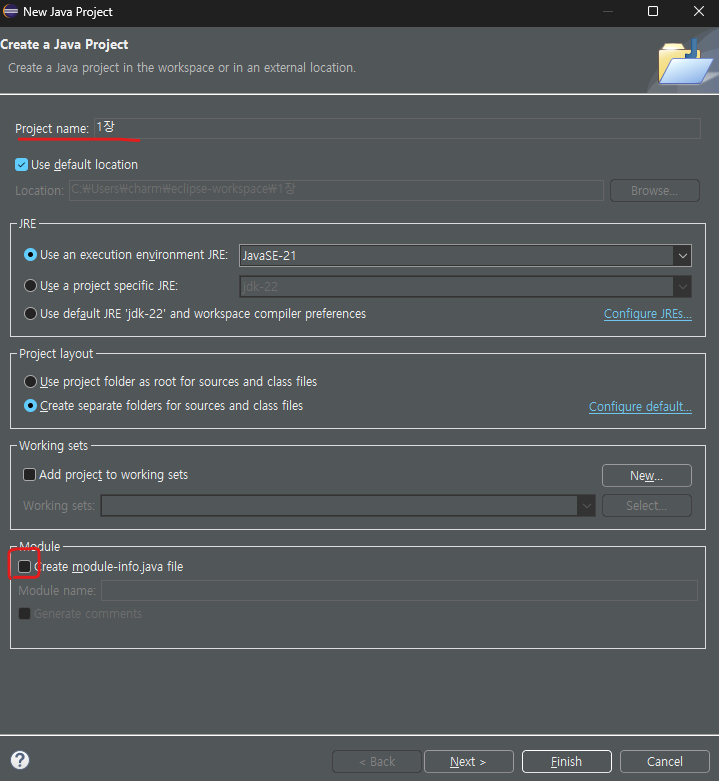 New Java Project
Create a Java Project
Create a Java project in the workspace or in an external location.
Project name: 1장
Use default location
Location: C:₩Users₩charm₩eclipse-workspace₩1장 Browse...
JRE
Use an execution environment JRE: JavaSE-21
Use a project specific JRE: jdk-22
Use default JRE 'jdk-22' and workspace compiler preferences Configure JREs...
Project layout
Use project folder as root for sources and class files
Create separate folders for sources and class files Configure default...
Working sets
Add project to working sets New...
Working sets: Select...
Module
Create module-info.java file
Module name:
Generate comments
? < Back Next > Finish Cancel